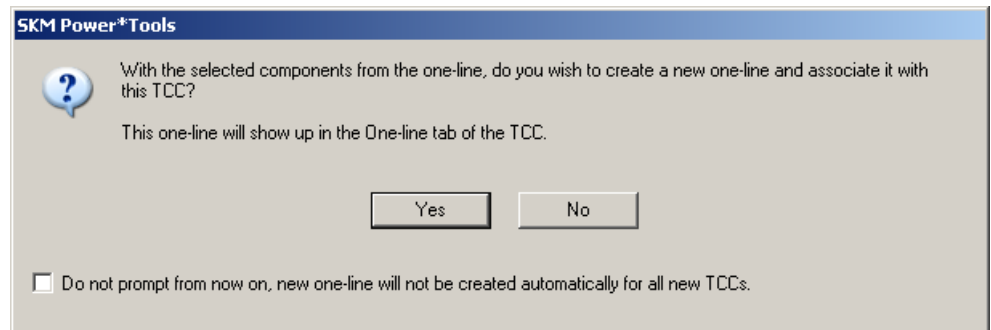 SKM Power*Tools
With the selected components from the one-line, do you wish to create a new one-line and associate it with
this TCC?
This one-line will show up in the One-line tab of the TCC.
Yes
No
Do not prompt from now on, new one-line will not be created automatically for all new TCCs.